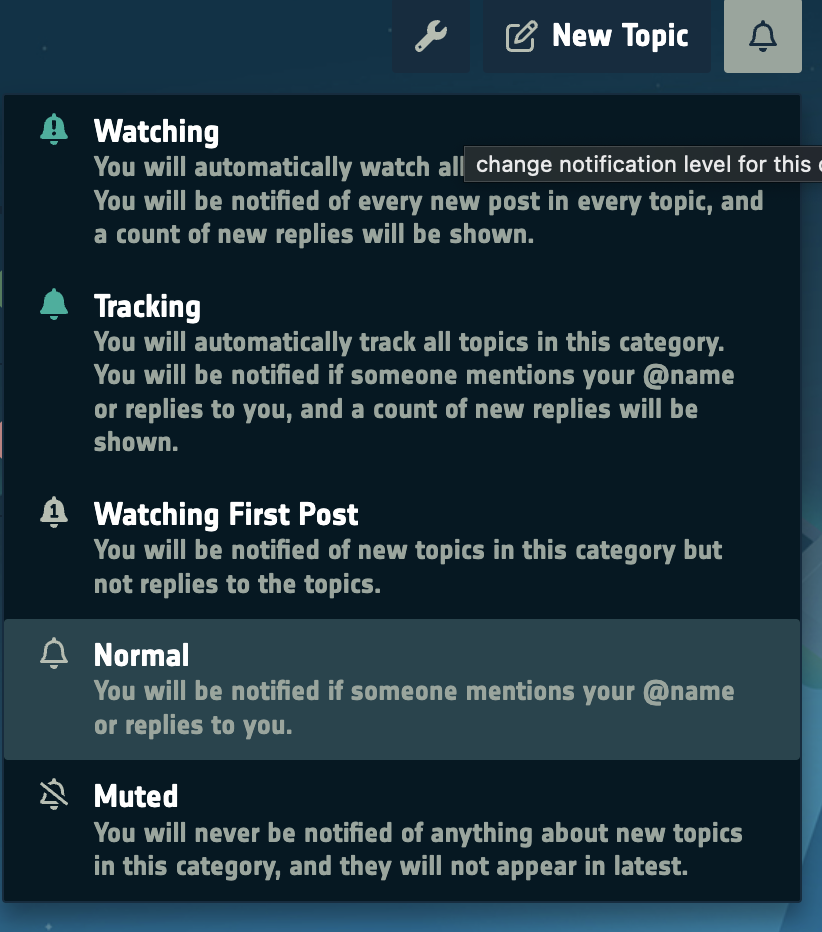 New Topic
Watching
You will automatically watch all
change notification level for this
You will be notified of every new post in every topic, and
a count of new replies will be shown.
Tracking
You will automatically track all topics in this category.
You will be notified if someone mentions your @name
or replies to you, and a count of new replies will be
shown.
1
Watching First Post
You will be notified of new topics in this category but
not replies to the topics.
Normal
You will be notified if someone mentions your @name
or replies to you.
Muted
You will never be notified of anything about new topics
in this category, and they will not appear in latest.